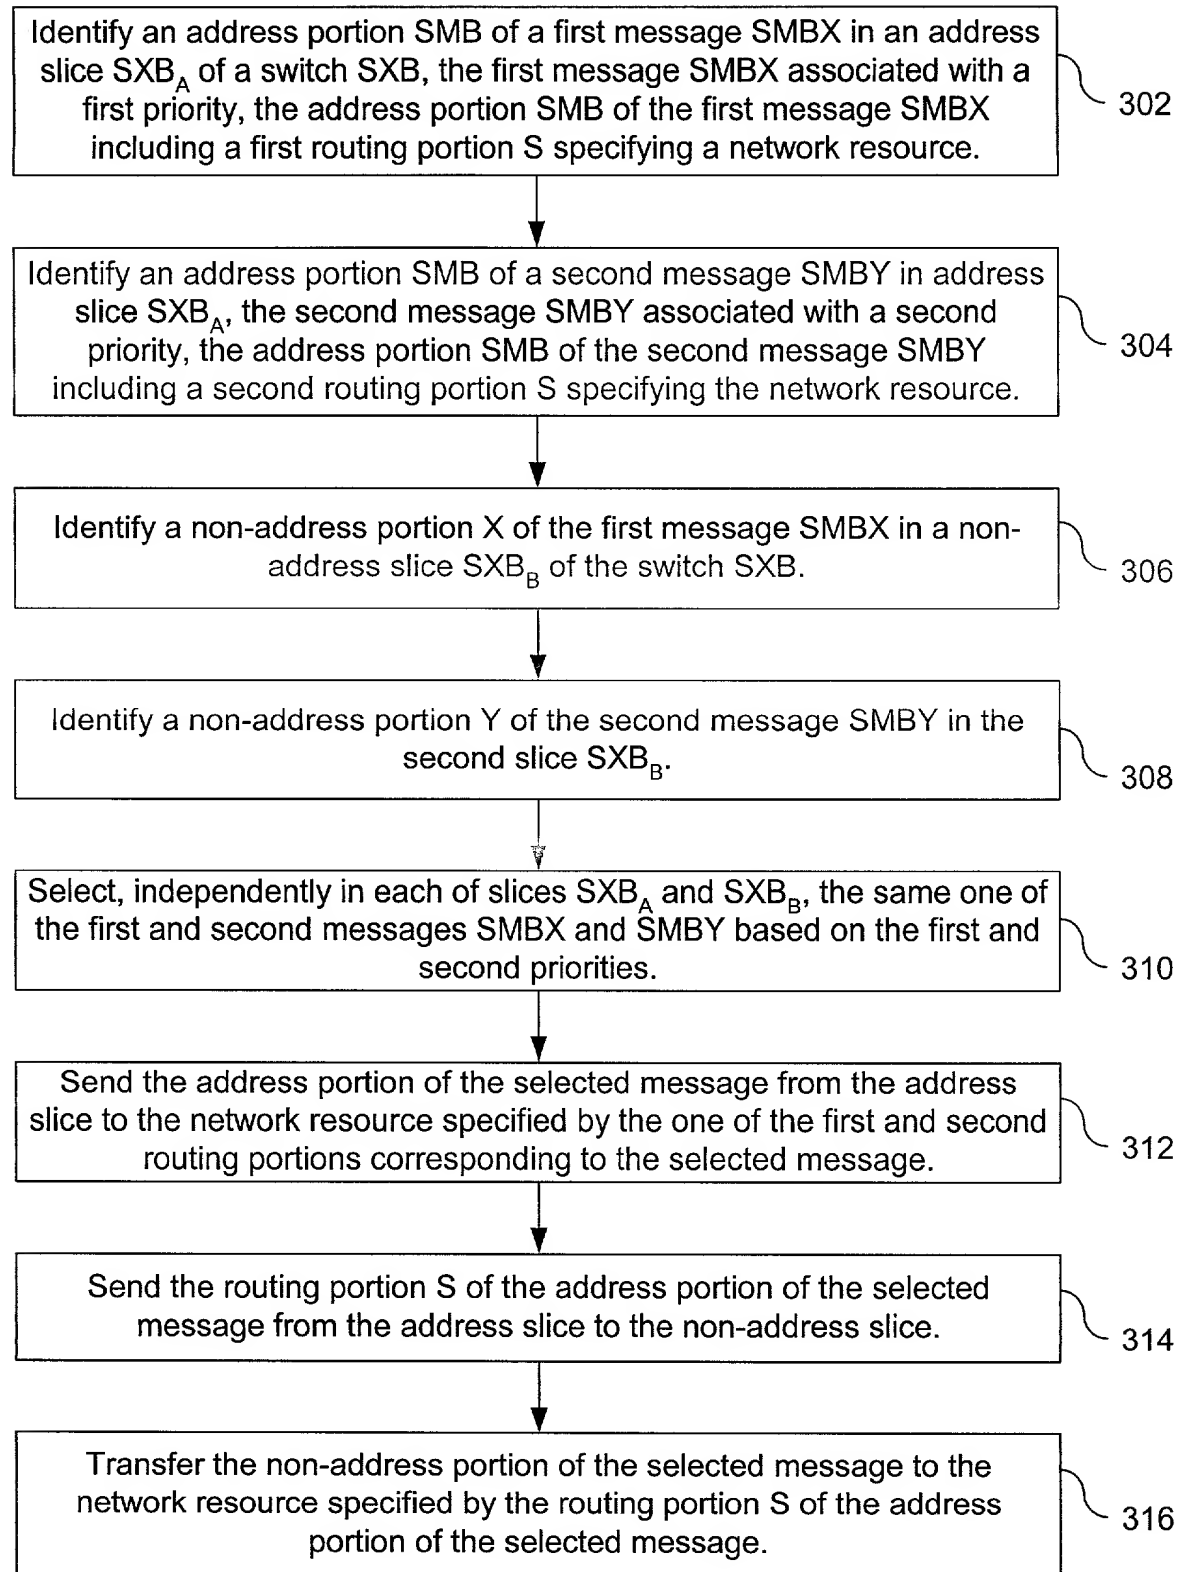 Identify an address portion SMB of a first message SMBX in an address
slice SXB_A of a switch SXB, the first message SMBX associated with a
first priority, the address portion SMB of the first message SMBX
including a first routing portion S specifying a network resource.
302
Identify an address portion SMB of a second message SMBY in address
slice SXB_A, the second message SMBY associated with a second
priority, the address portion SMB of the second message SMBY
including a second routing portion S specifying the network resource.
304
Identify a non-address portion X of the first message SMBX in a non-
address slice SXB_B of the switch SXB.
306
Identify a non-address portion Y of the second message SMBY in the
second slice SXB_B.
308
Select, independently in each of slices SXB_A and SXB_B, the same one of
the first and second messages SMBX and SMBY based on the first and
second priorities.
310
Send the address portion of the selected message from the address
slice to the network resource specified by the one of the first and second
routing portions corresponding to the selected message.
312
Send the routing portion S of the address portion of the selected
message from the address slice to the non-address slice.
314
Transfer the non-address portion of the selected message to the
network resource specified by the routing portion S of the address
portion of the selected message.
316